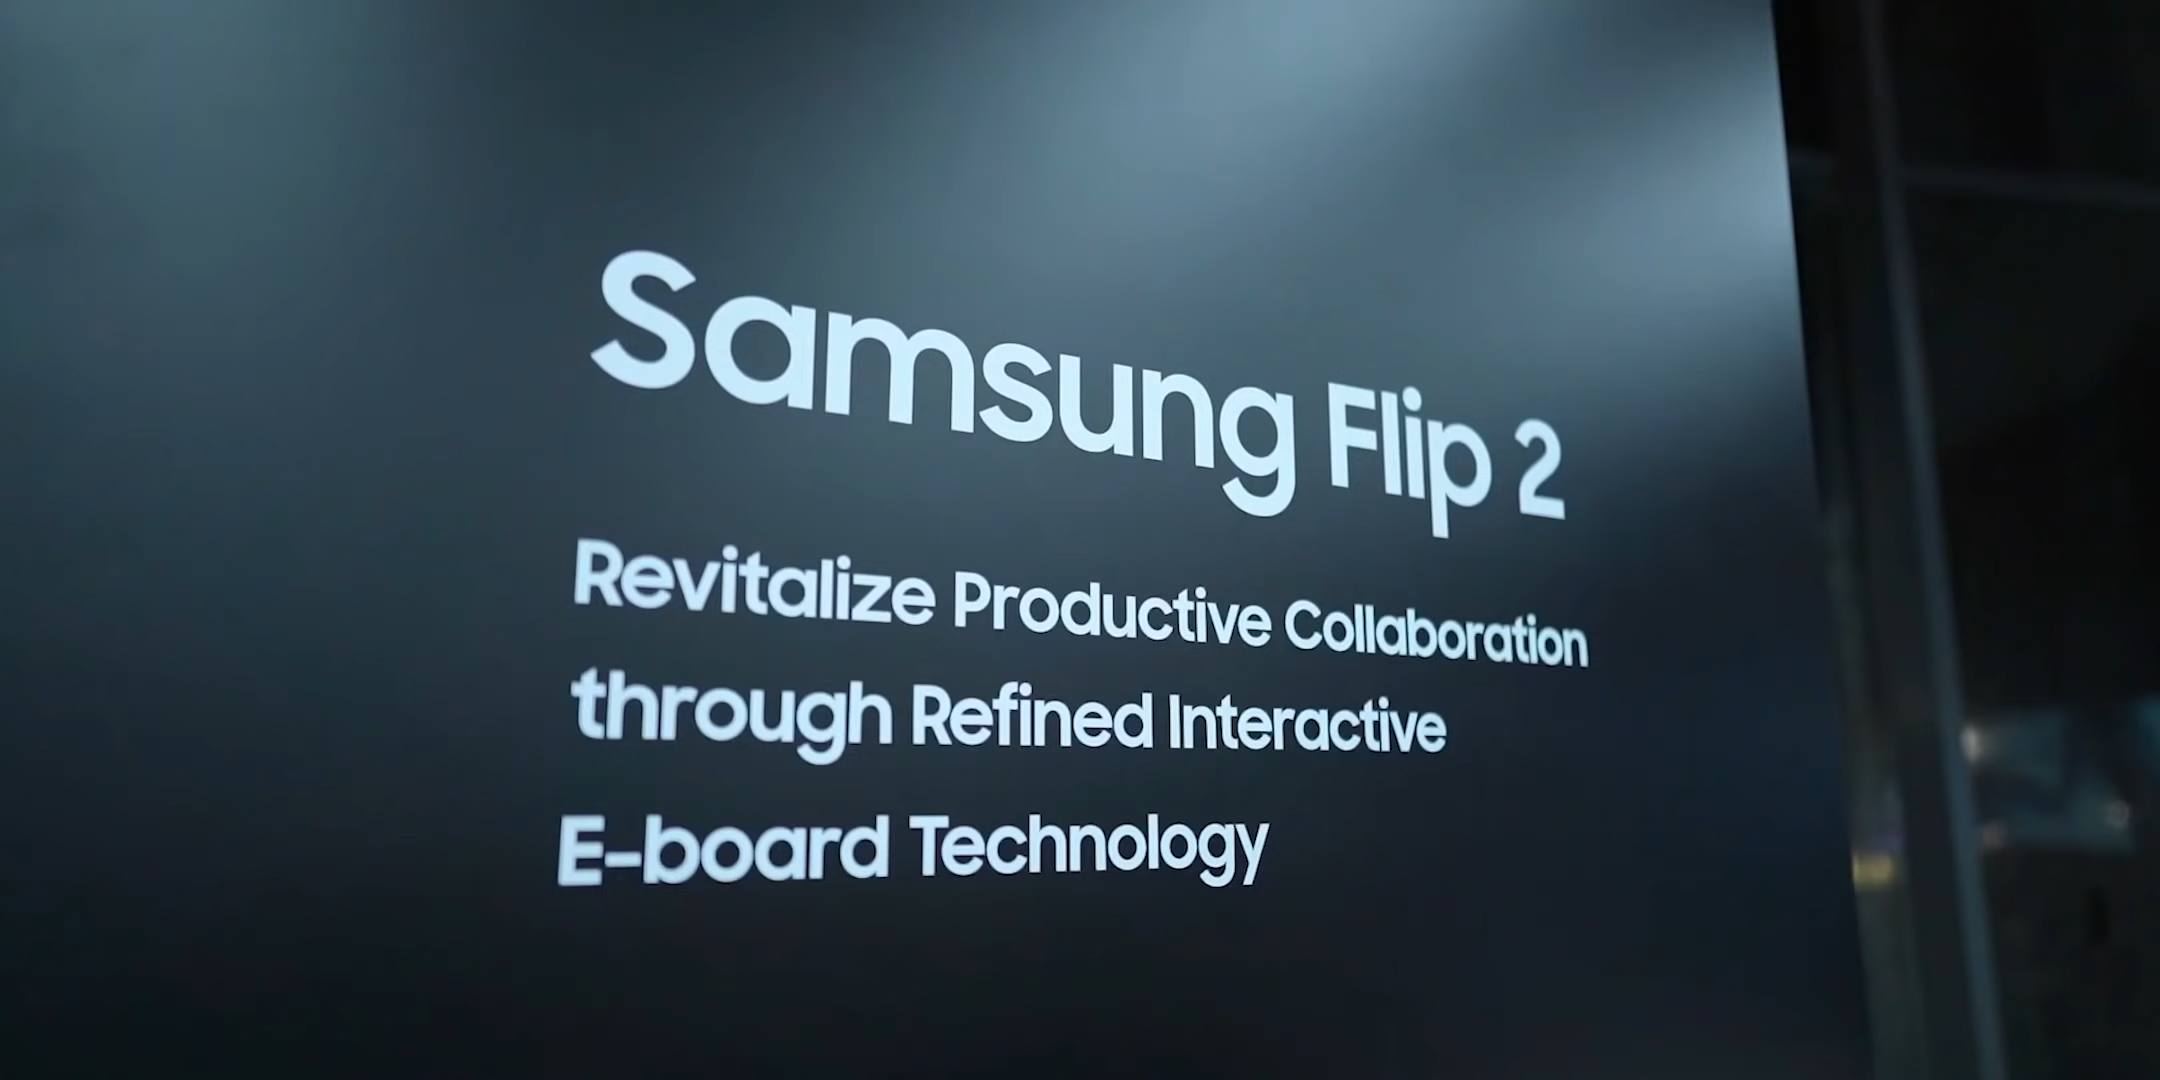 Samsung Flip 2
Revitalize Productive Collaboration
through Refined Interactive
E-board Technology